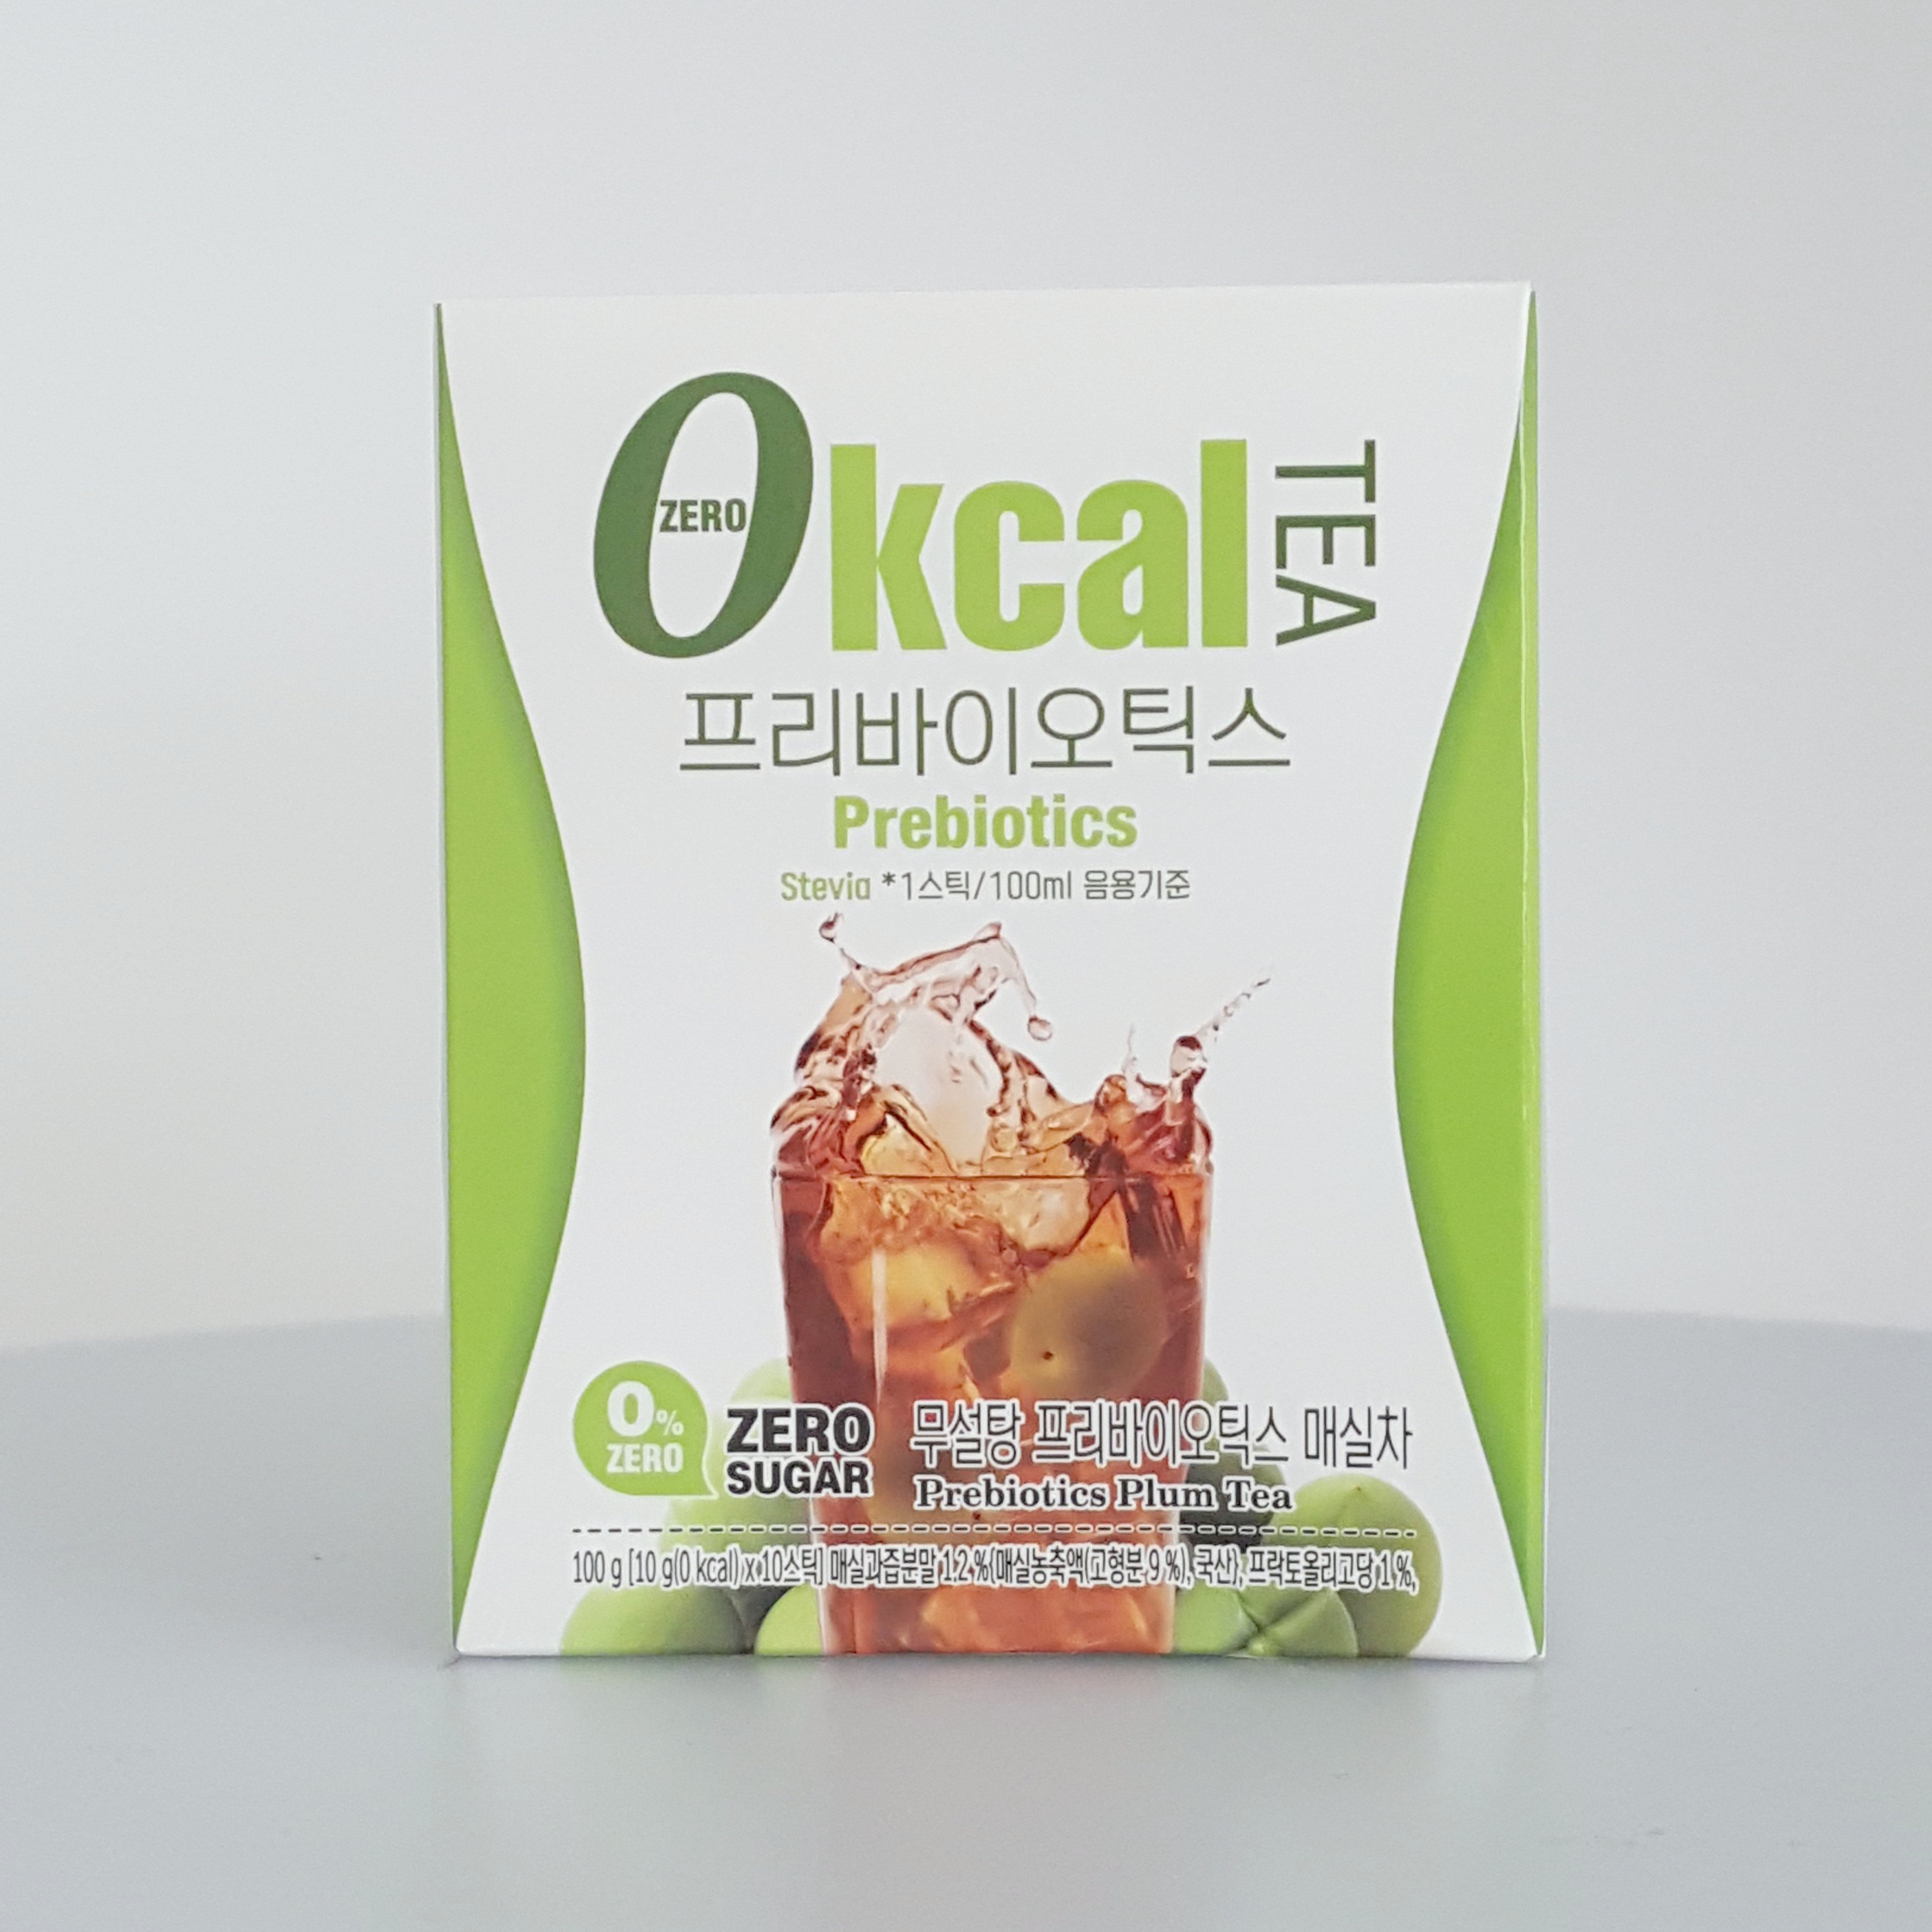 0 kcal TEA
ZERO
프리바이오틱스
Prebiotics
Stevia *1스틱/100ml 음용기준
0% ZERO
ZERO SUGAR
무설탕 프리바이오틱스 매실차
Prebiotics Plum Tea
100 g [10 g(0 kcal) x 10스틱] 매실과즙분말 1.2 %{매실농축액(고형분 9 %), 국산}, 프락토올리고당 1 %,